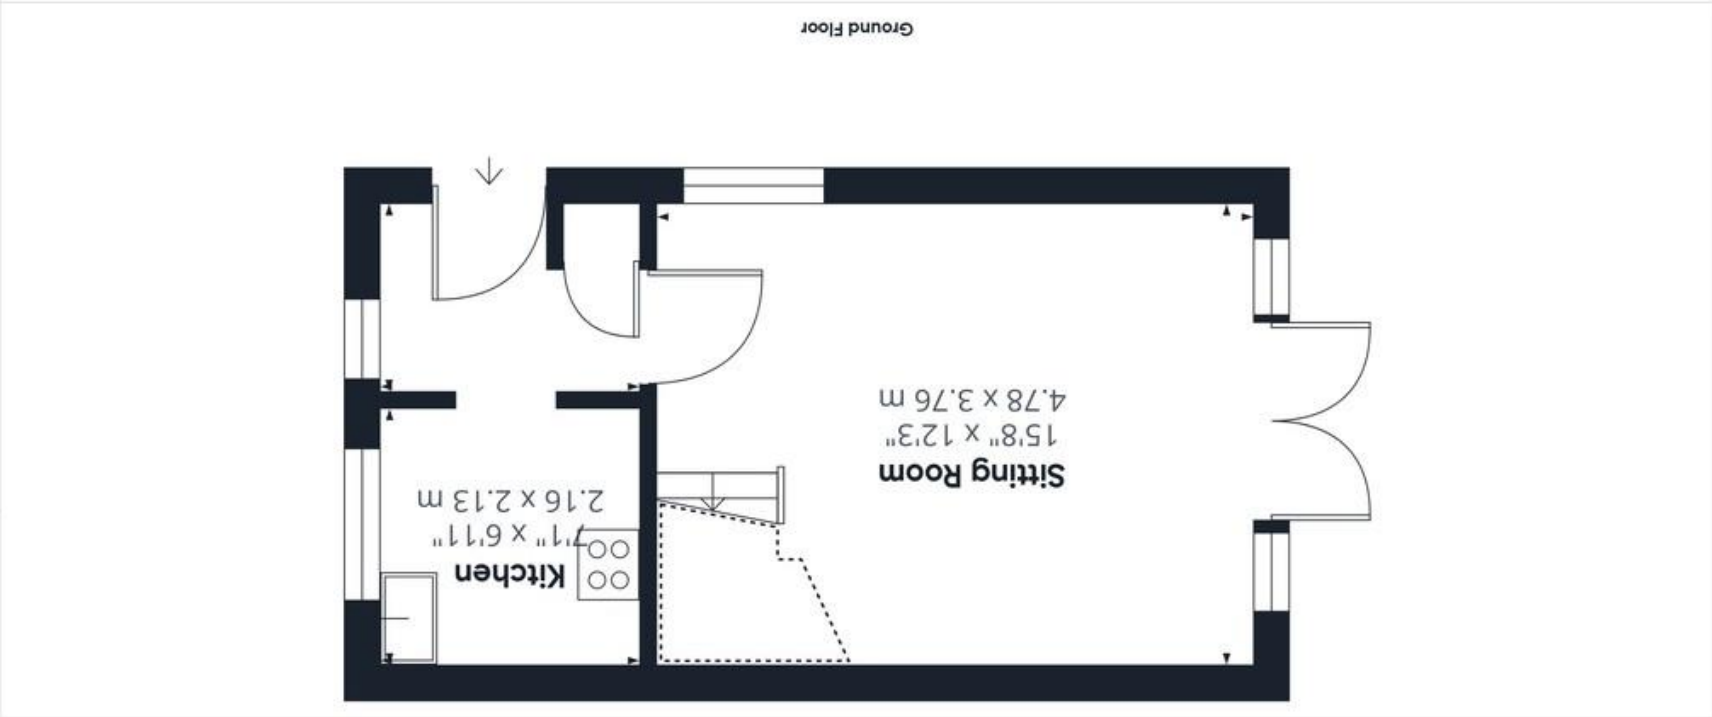 Ground Floor
Sitting Room
15'8" x 12'3"
4.78 x 3.76 m
Kitchen
7'1" x 6'11"
2.16 x 2.13 m